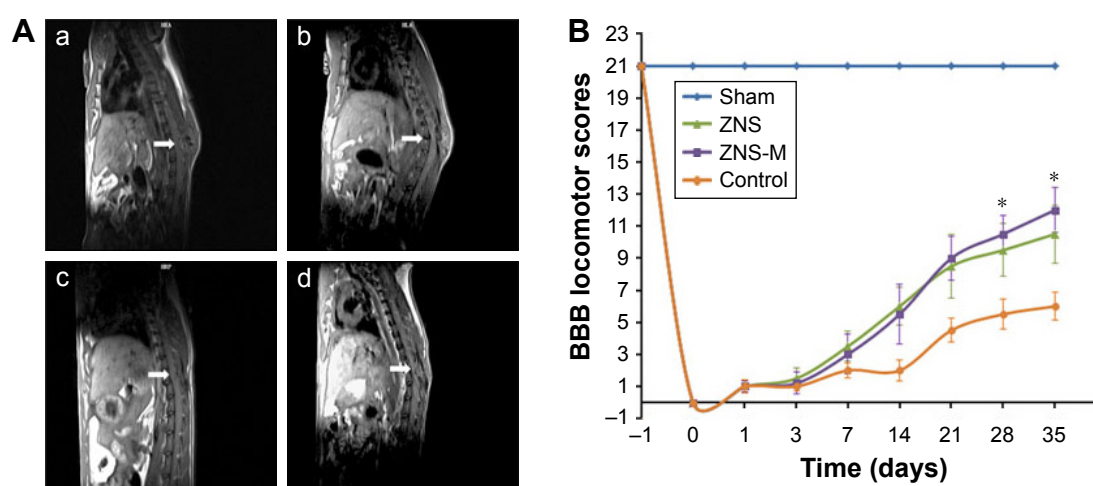 A
a
b
c
d
B
BBB locomotor scores
23
21
19
17
15
13
11
9
7
5
3
1
–1
Sham
ZNS
ZNS-M
Control
*
*
–1 0 1 3 7 14 21 28 35
Time (days)